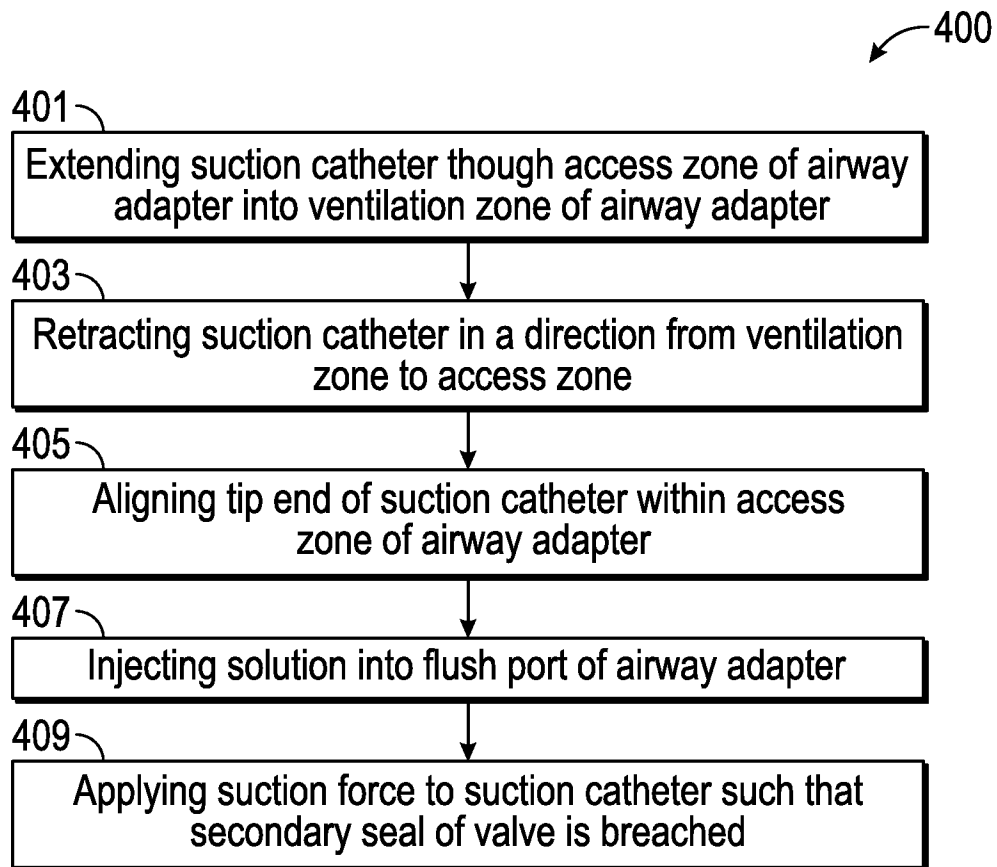 400
401
Extending suction catheter though access zone of airway
adapter into ventilation zone of airway adapter
403
Retracting suction catheter in a direction from ventilation
zone to access zone
405
Aligning tip end of suction catheter within access
zone of airway adapter
407
Injecting solution into flush port of airway adapter
409
Applying suction force to suction catheter such that
secondary seal of valve is breached